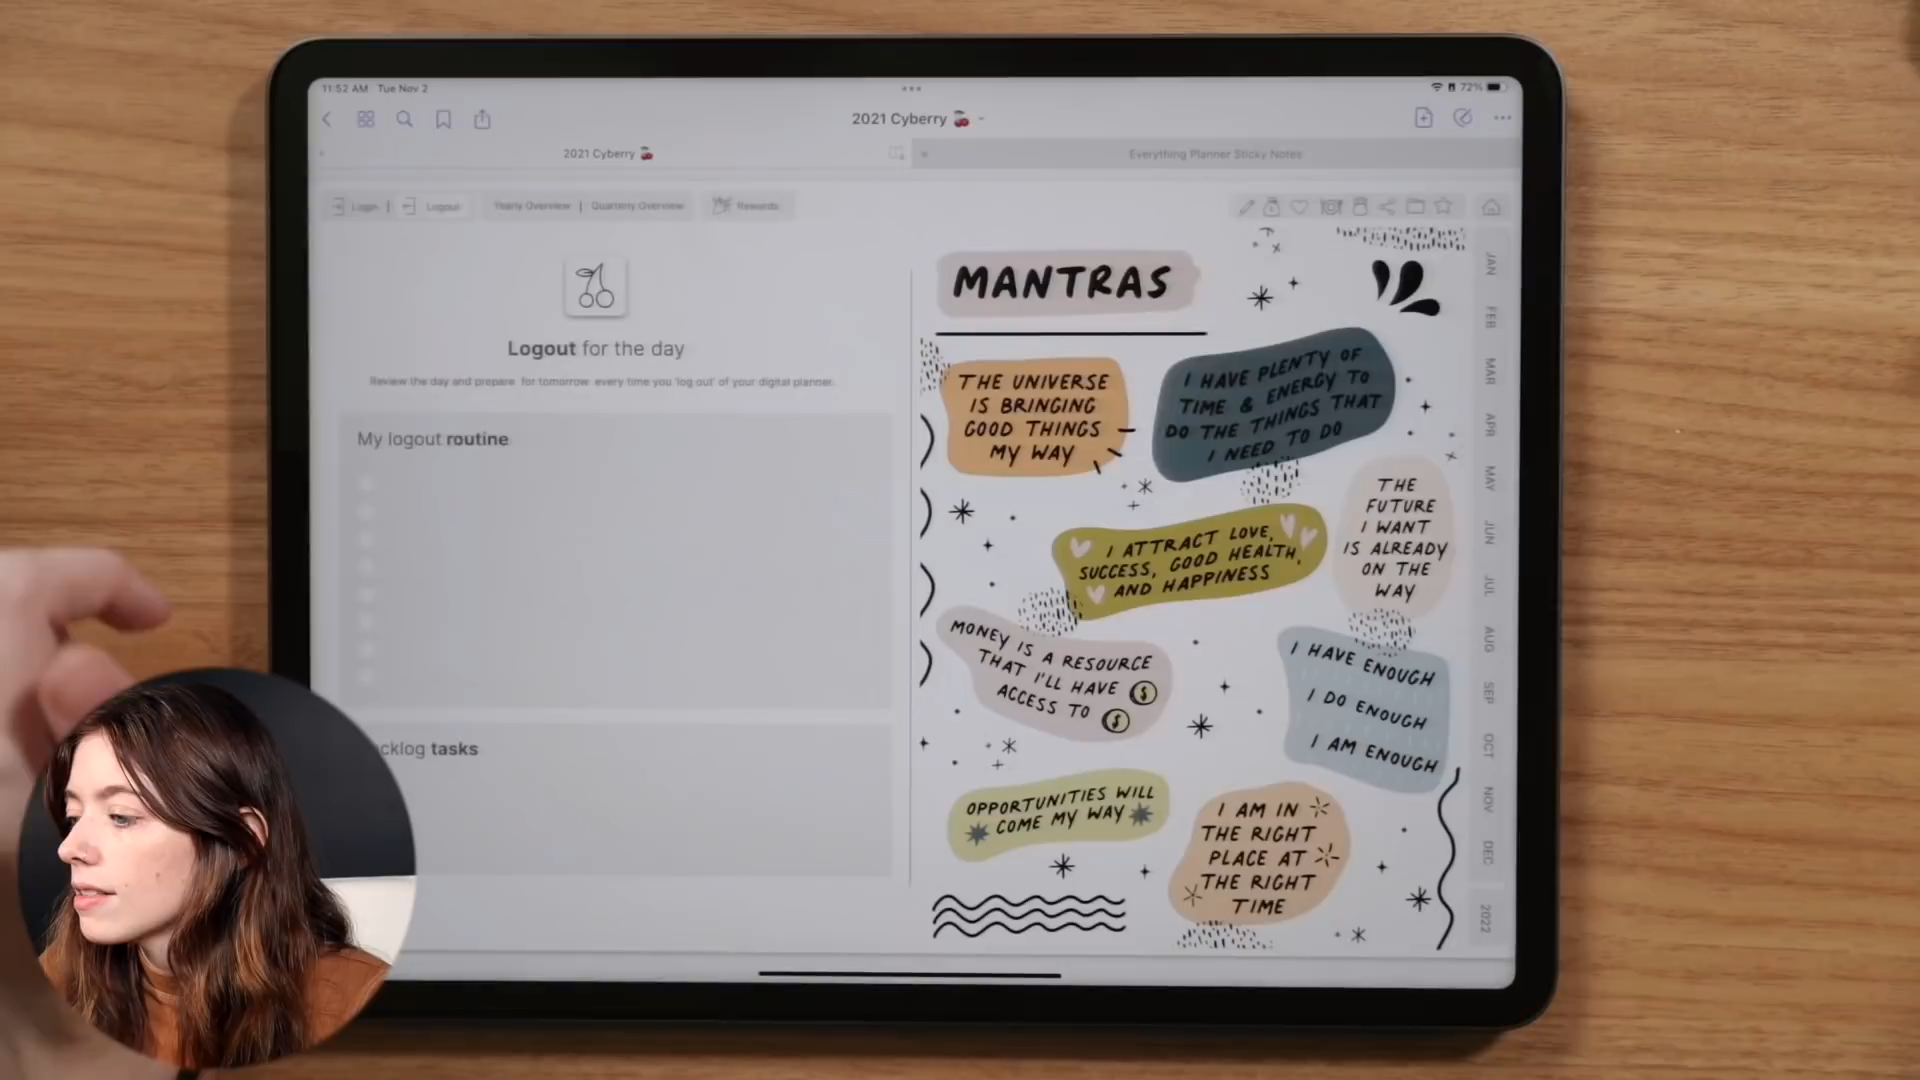 11:52 AM Tue Nov 2
72%
2021 Cyberry
2021 Cyberry
Everything Planner Sticky Notes
Login | Logout
Yearly Overview | Quarterly Overview
Rewards
Logout for the day
Review the day and prepare for tomorrow every time you 'log out' of your digital planner.
My logout routine
cklog tasks
MANTRAS
THE UNIVERSE
IS BRINGING
GOOD THINGS
MY WAY
I HAVE PLENTY OF
TIME & ENERGY TO
DO THE THINGS THAT
I NEED TO DO
THE
FUTURE
I WANT
IS ALREADY
ON THE
WAY
I ATTRACT LOVE,
SUCCESS, GOOD HEALTH,
AND HAPPINESS
MONEY IS A RESOURCE
THAT I'LL HAVE
ACCESS TO
$
$
I HAVE ENOUGH
I DO ENOUGH
I AM ENOUGH
OPPORTUNITIES WILL
COME MY WAY
I AM IN
THE RIGHT
PLACE AT
THE RIGHT
TIME
JAN
FEB
MAR
APR
MAY
JUN
JUL
AUG
SEP
OCT
NOV
DEC
2022